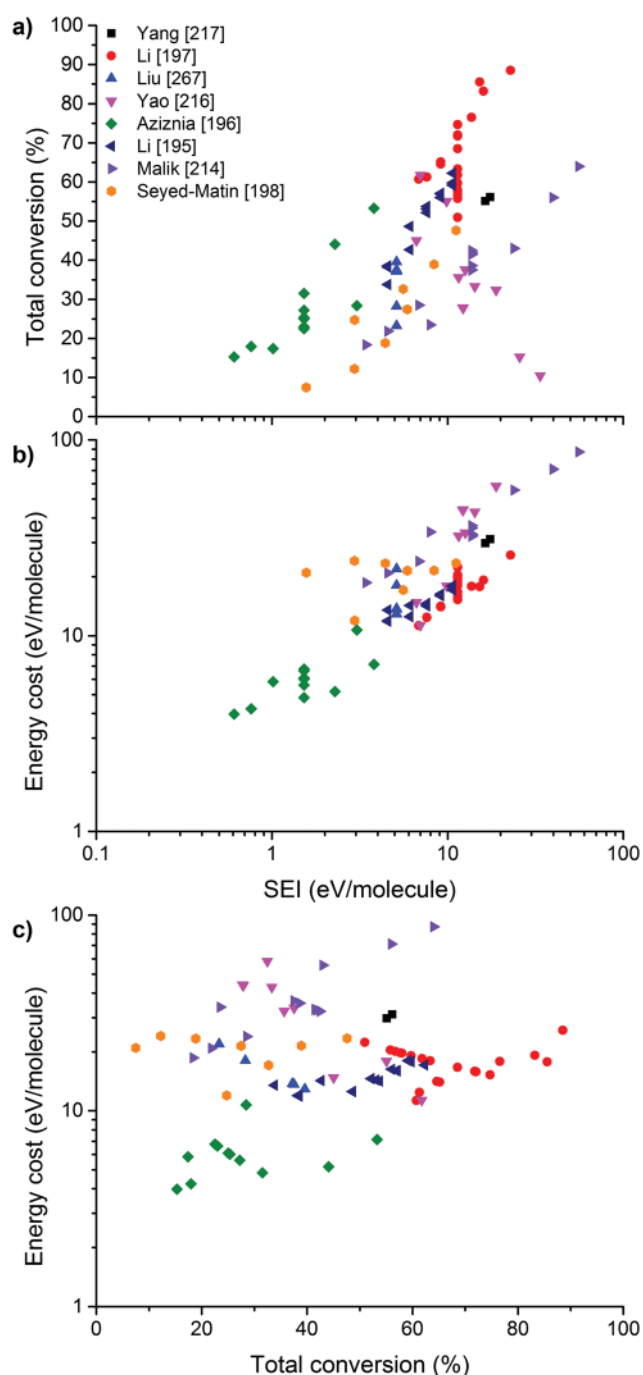 a)
Total conversion (%)
100
90
80
70
60
50
40
30
20
10
0
Yang [217]
Li [197]
Liu [267]
Yao [216]
Aziznia [196]
Li [195]
Malik [214]
Seyed-Matin [198]
b)
Energy cost (eV/molecule)
100
10
1
0.1
1
10
100
SEI (eV/molecule)
c)
Energy cost (eV/molecule)
100
10
1
0
20
40
60
80
100
Total conversion (%)